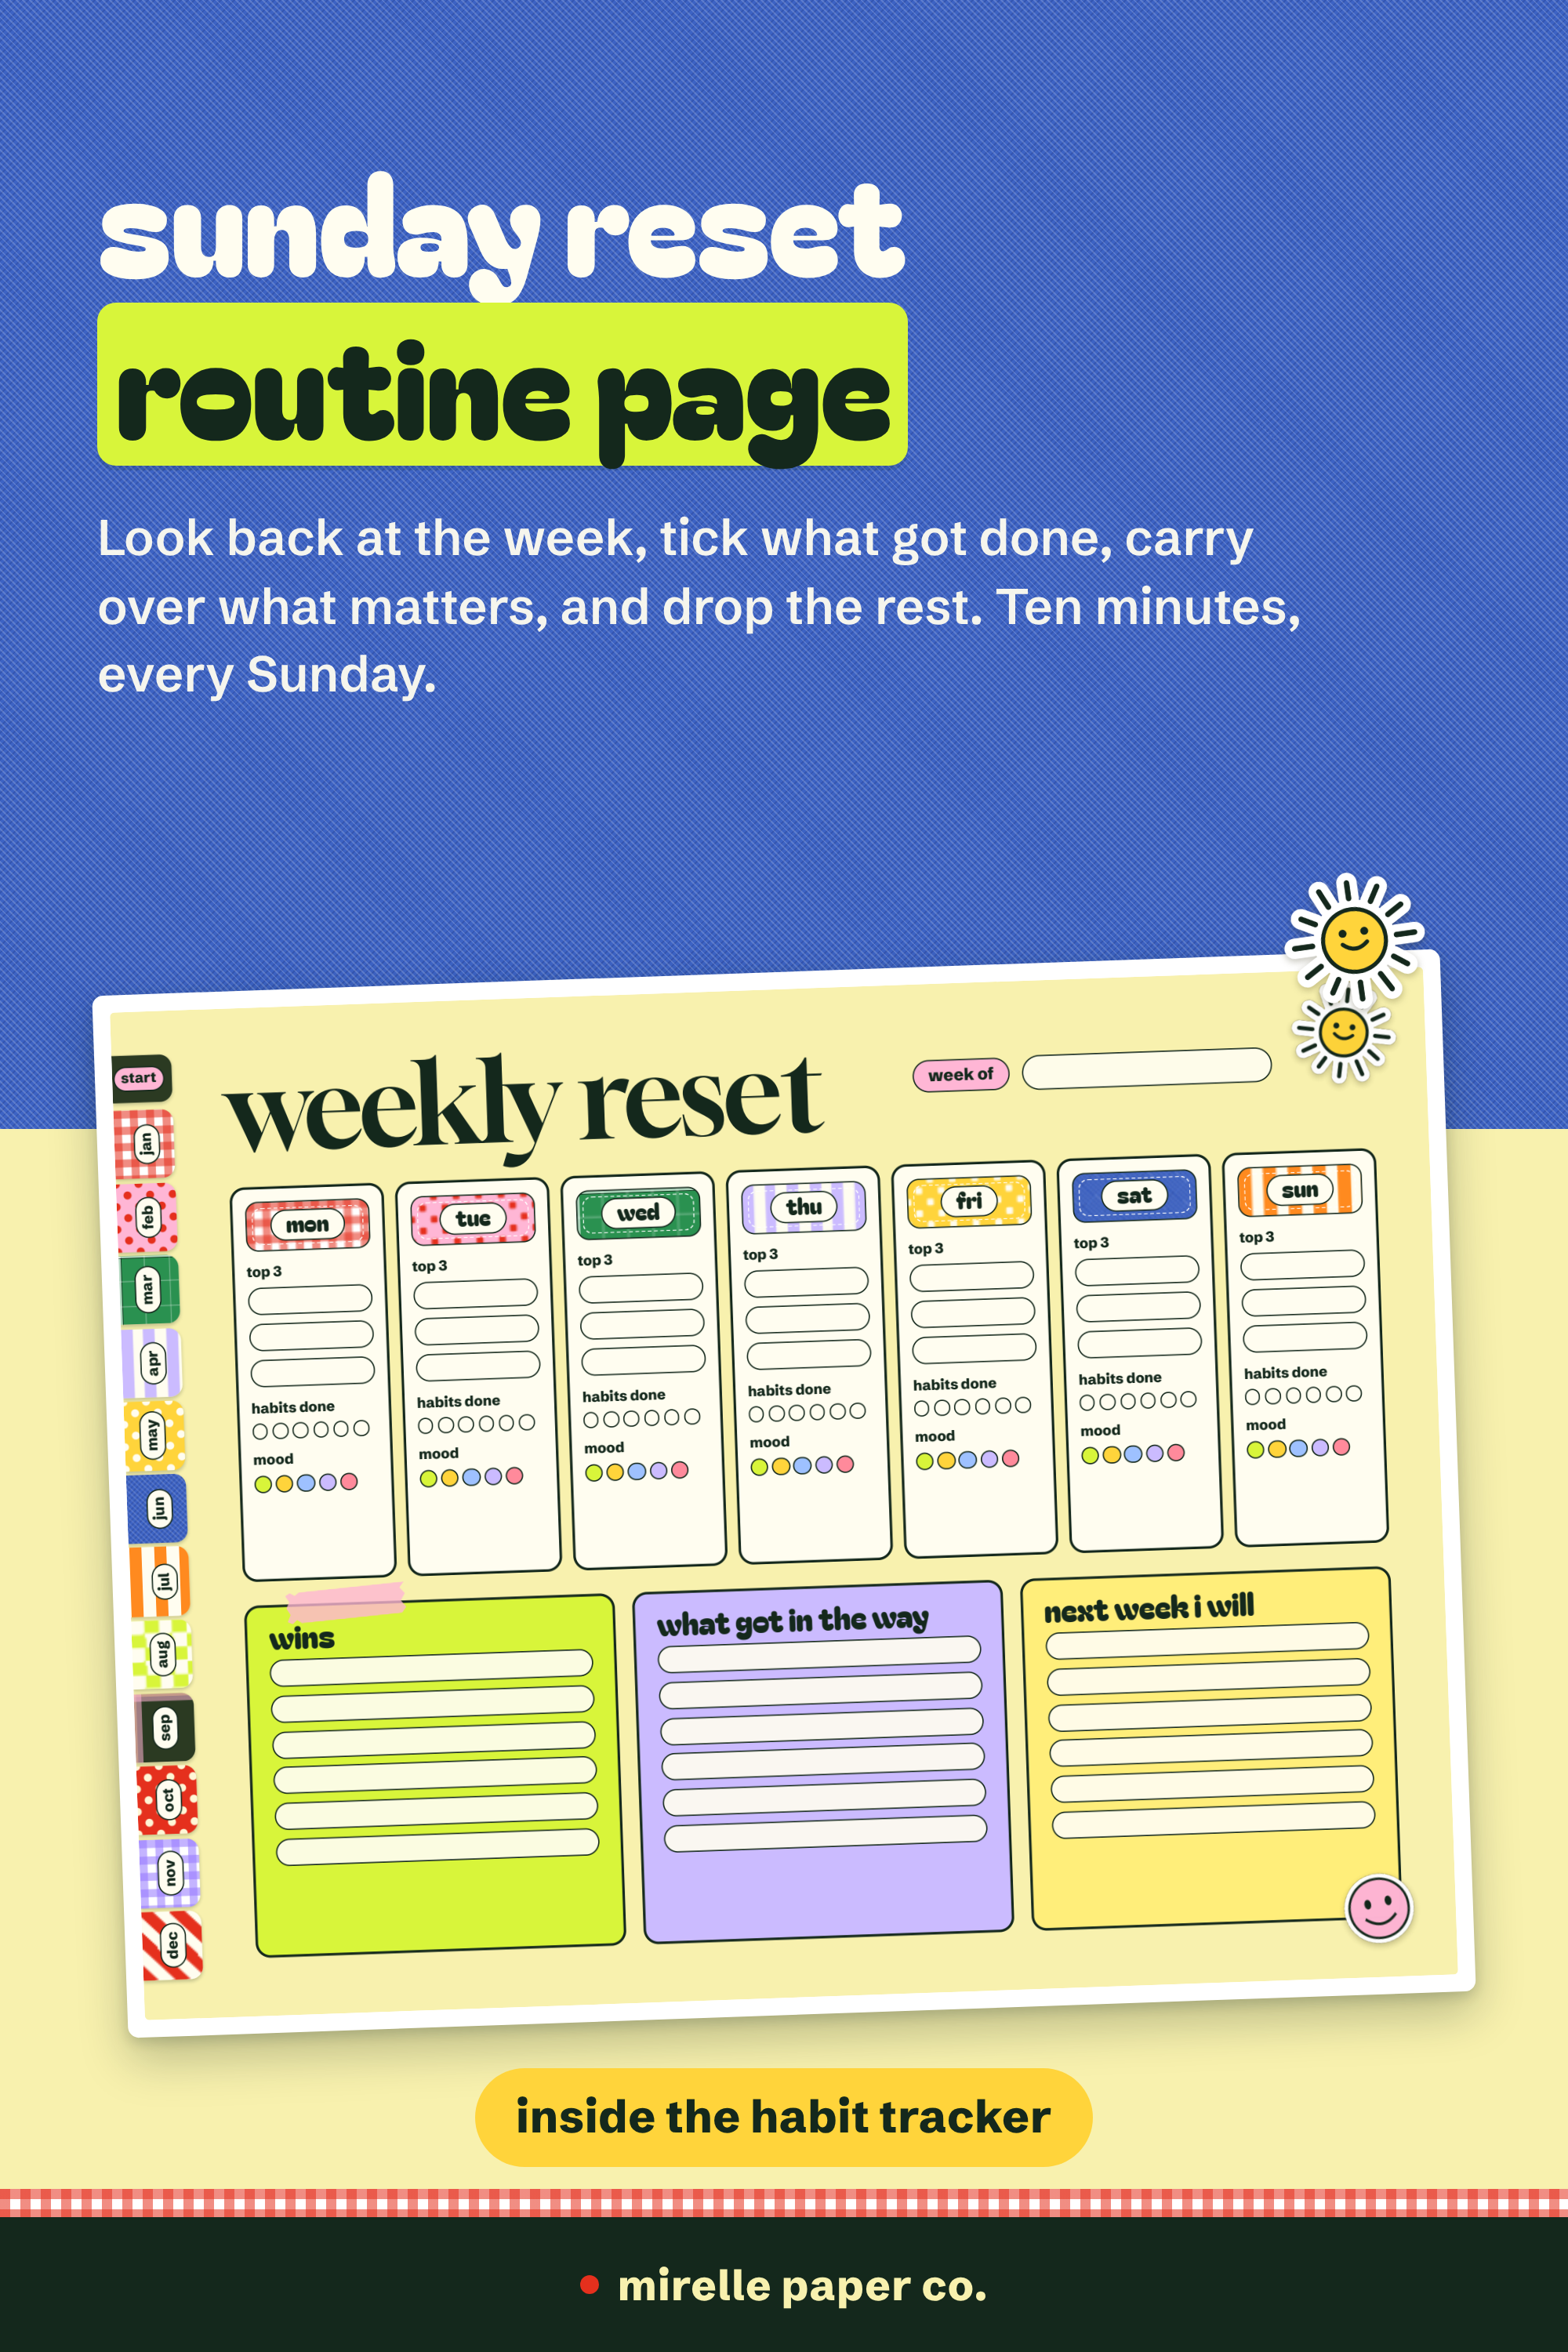 sunday reset
routine page
Look back at the week, tick what got done, carry
over what matters, and drop the rest. Ten minutes,
every Sunday.
weekly reset
week of
start
jan
feb
mar
apr
may
jun
jul
aug
sep
oct
nov
dec
mon
top 3
habits done
mood
tue
top 3
habits done
mood
wed
top 3
habits done
mood
thu
top 3
habits done
mood
fri
top 3
habits done
mood
sat
top 3
habits done
mood
sun
top 3
habits done
mood
wins
what got in the way
next week i will
inside the habit tracker
mirelle paper co.